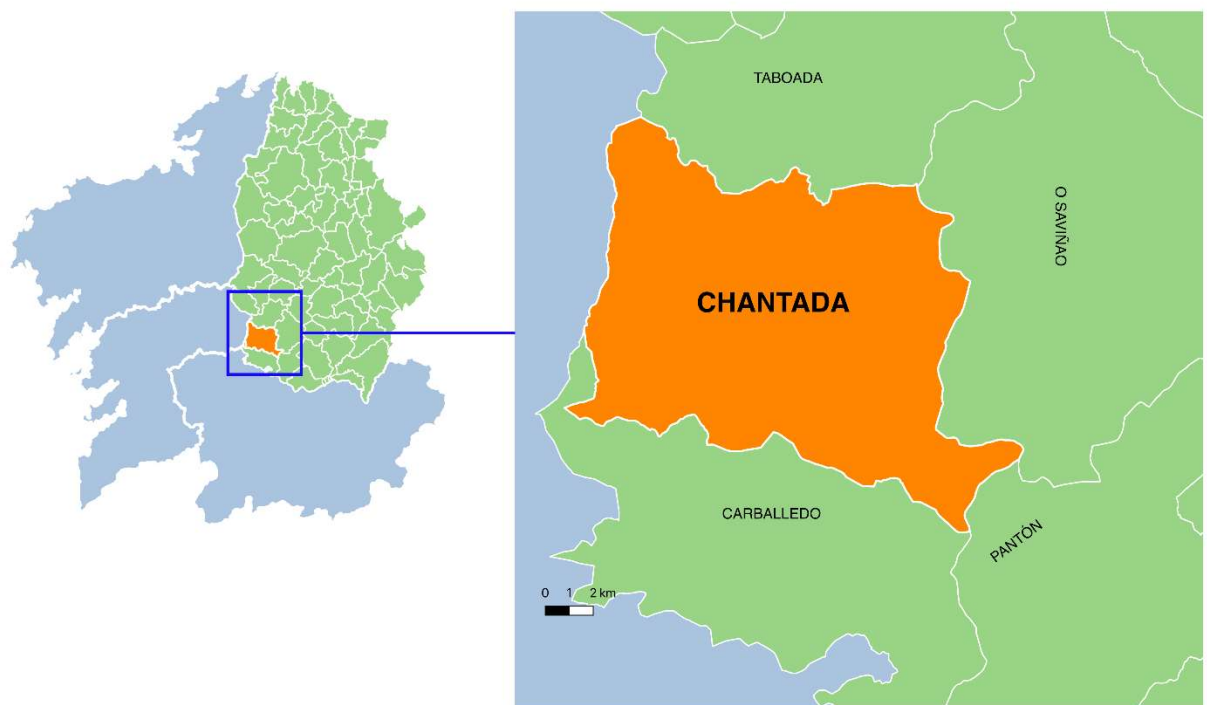 TABOADA
O SAVIÑAO
CHANTADA
CARBALLEDO
PANTÓN
0 1 2 km